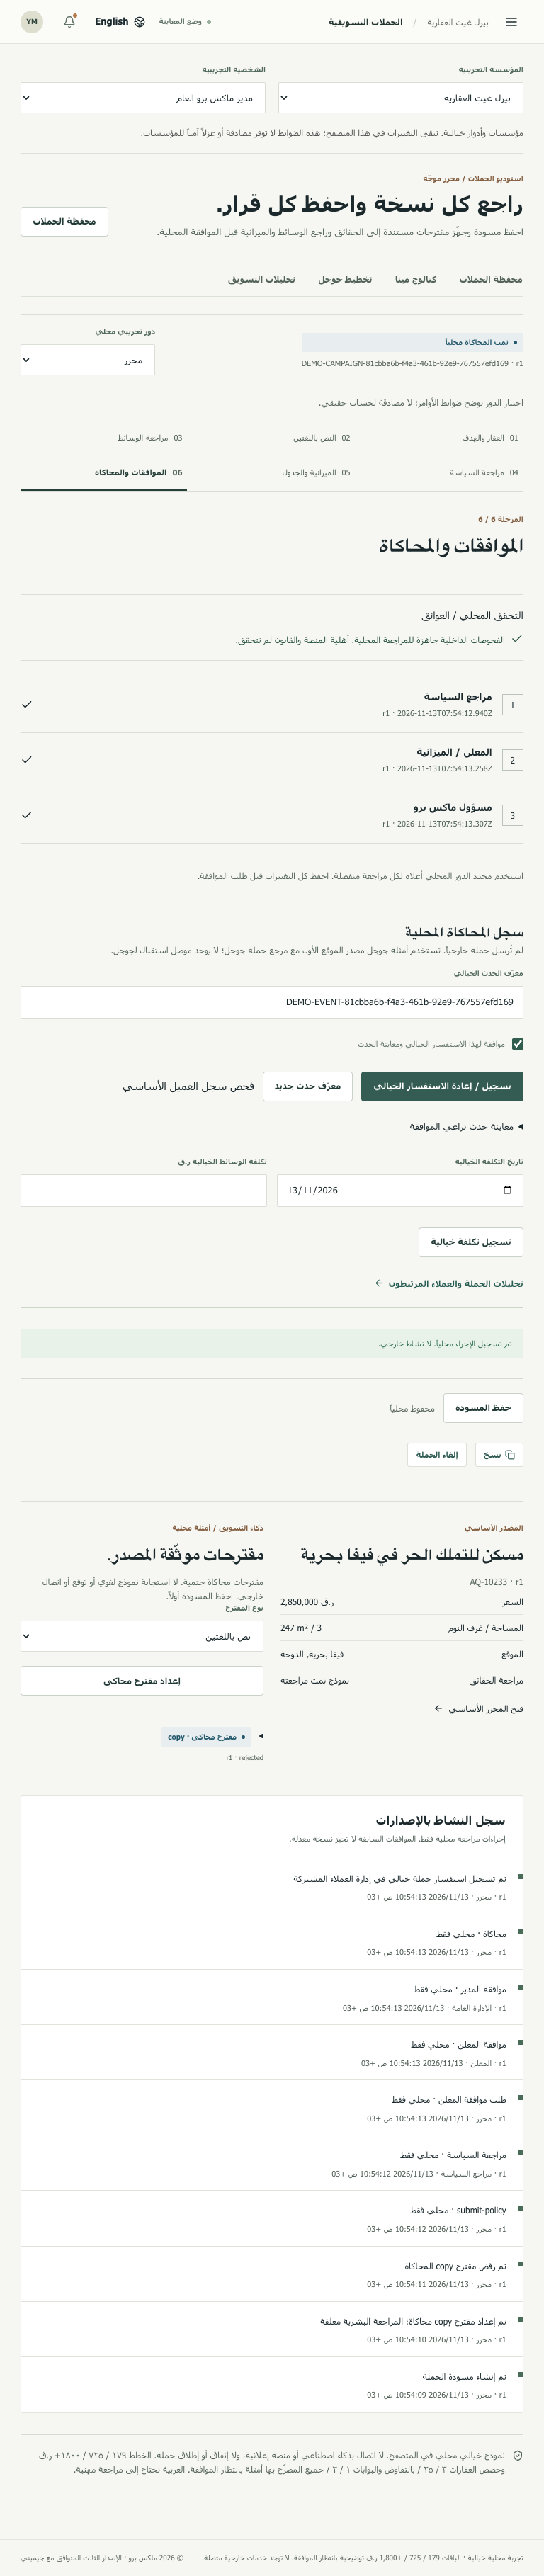 بيرل غيت العقارية / الحملات التسويقية
وضع المعاينة
English
YM
المؤسسة التجريبية
بيرل غيت العقارية
الشخصية التجريبية
مدير ماكس برو العام
مؤسسات وأدوار خيالية. تبقى التغييرات في هذا المتصفح؛ هذه الضوابط لا توفر مصادقة أو عزلاً آمناً للمؤسسات.
استوديو الحملات / محرر موجّه
راجع كل نسخة واحفظ كل قرار.
احفظ مسودة وجهّز مقترحات مستندة إلى الحقائق وراجع الوسائط والميزانية قبل الموافقة المحلية.
محفظة الحملات
محفظة الحملات
كتالوج ميتا
تخطيط جوجل
تحليلات التسويق
تمت المحاكاة محلياً
DEMO-CAMPAIGN-81cbba6b-f4a3-461b-92e9-767557efd169 · r1
دور تجريبي محلي
محرر
اختيار الدور يوضح ضوابط الأوامر؛ لا مصادقة لحساب حقيقي.
01 العقار والهدف
02 النص باللغتين
03 مراجعة الوسائط
04 مراجعة السياسة
05 الميزانية والجدول
06 الموافقات والمحاكاة
المرحلة 6 / 6
الموافقات والمحاكاة
التحقق المحلي / العوائق
الفحوصات الداخلية جاهزة للمراجعة المحلية. أهلية المنصة والقانون لم تتحقق.
1
مراجع السياسة
r1 · 2026-11-13T07:54:12.940Z
2
المعلن / الميزانية
r1 · 2026-11-13T07:54:13.258Z
3
مسؤول ماكس برو
r1 · 2026-11-13T07:54:13.307Z
استخدم محدد الدور المحلي أعلاه لكل مراجعة منفصلة. احفظ كل التغييرات قبل طلب الموافقة.
سجل المحاكاة المحلية
لم تُرسل حملة خارجياً. تستخدم أمثلة جوجل مصدر الموقع الأول مع مرجع حملة جوجل؛ لا يوجد موصل استقبال لجوجل.
معرّف الحدث الخيالي
DEMO-EVENT-81cbba6b-f4a3-461b-92e9-767557efd169
موافقة لهذا الاستفسار الخيالي ومعاينة الحدث
تسجيل / إعادة الاستفسار الخيالي
معرّف حدث جديد
فحص سجل العميل الأساسي
معاينة حدث تراعي الموافقة
تاريخ التكلفة الخيالية
13/11/2026
تكلفة الوسائط الخيالية ر.ق
تسجيل تكلفة خيالية
تحليلات الحملة والعملاء المرتبطون
تم تسجيل الإجراء محلياً. لا نشاط خارجي.
حفظ المسودة
محفوظ محلياً
نسخ
إلغاء الحملة
المصدر الأساسي
مسكن للتملك الحر في فيفا بحرية
AQ-10233 · r1
السعر
2,850,000 ر.ق
المساحة / غرف النوم
247 m² / 3
الموقع
فيفا بحرية, الدوحة
مراجعة الحقائق
نموذج تمت مراجعته
فتح المحرر الأساسي
ذكاء التسويق / أمثلة محلية
مقترحات موثّقة المصدر.
مقترحات محاكاة حتمية. لا استجابة نموذج لغوي أو توقع أو اتصال
خارجي. احفظ المسودة أولاً.
نوع المقترح
نص باللغتين
إعداد مقترح محاكى
مقترح محاكى · copy
r1 · rejected
سجل النشاط بالإصدارات
إجراءات مراجعة محلية فقط. الموافقات السابقة لا تجيز نسخة معدلة.
تم تسجيل استفسار حملة خيالي في إدارة العملاء المشتركة
r1 · محرر · 2026/11/13 10:54:13 ص +03
محاكاة · محلي فقط
r1 · محرر · 2026/11/13 10:54:13 ص +03
موافقة المدير · محلي فقط
r1 · الإدارة العامة · 2026/11/13 10:54:13 ص +03
موافقة المعلن · محلي فقط
r1 · المعلن · 2026/11/13 10:54:13 ص +03
طلب موافقة المعلن · محلي فقط
r1 · محرر · 2026/11/13 10:54:13 ص +03
مراجعة السياسة · محلي فقط
r1 · مراجع السياسة · 2026/11/13 10:54:12 ص +03
submit-policy · محلي فقط
r1 · محرر · 2026/11/13 10:54:12 ص +03
تم رفض مقترح copy المحاكاة
r1 · محرر · 2026/11/13 10:54:11 ص +03
تم إعداد مقترح copy محاكاة؛ المراجعة البشرية معلقة
r1 · محرر · 2026/11/13 10:54:10 ص +03
تم إنشاء مسودة الحملة
r1 · محرر · 2026/11/13 10:54:09 ص +03
نموذج خيالي محلي في المتصفح. لا اتصال بذكاء اصطناعي أو منصة إعلانية، ولا إنفاق أو إطلاق حملة. الخطط ١٧٩ / ٧٢٥ / ١٨٠٠+ ر.ق
وحصص العقارات ٣ / ٢٥ / بالتفاوض والبوابات ١ / ٢ / جميع المصرّح بها أمثلة بانتظار الموافقة. العربية تحتاج إلى مراجعة مهنية.
تجربة محلية خيالية · الباقات 179 / 725 / 1,800+ ر.ق توضيحية بانتظار الموافقة. لا توجد خدمات خارجية متصلة.
© 2026 ماكس برو · الإصدار الثالث المتوافق مع جيميني